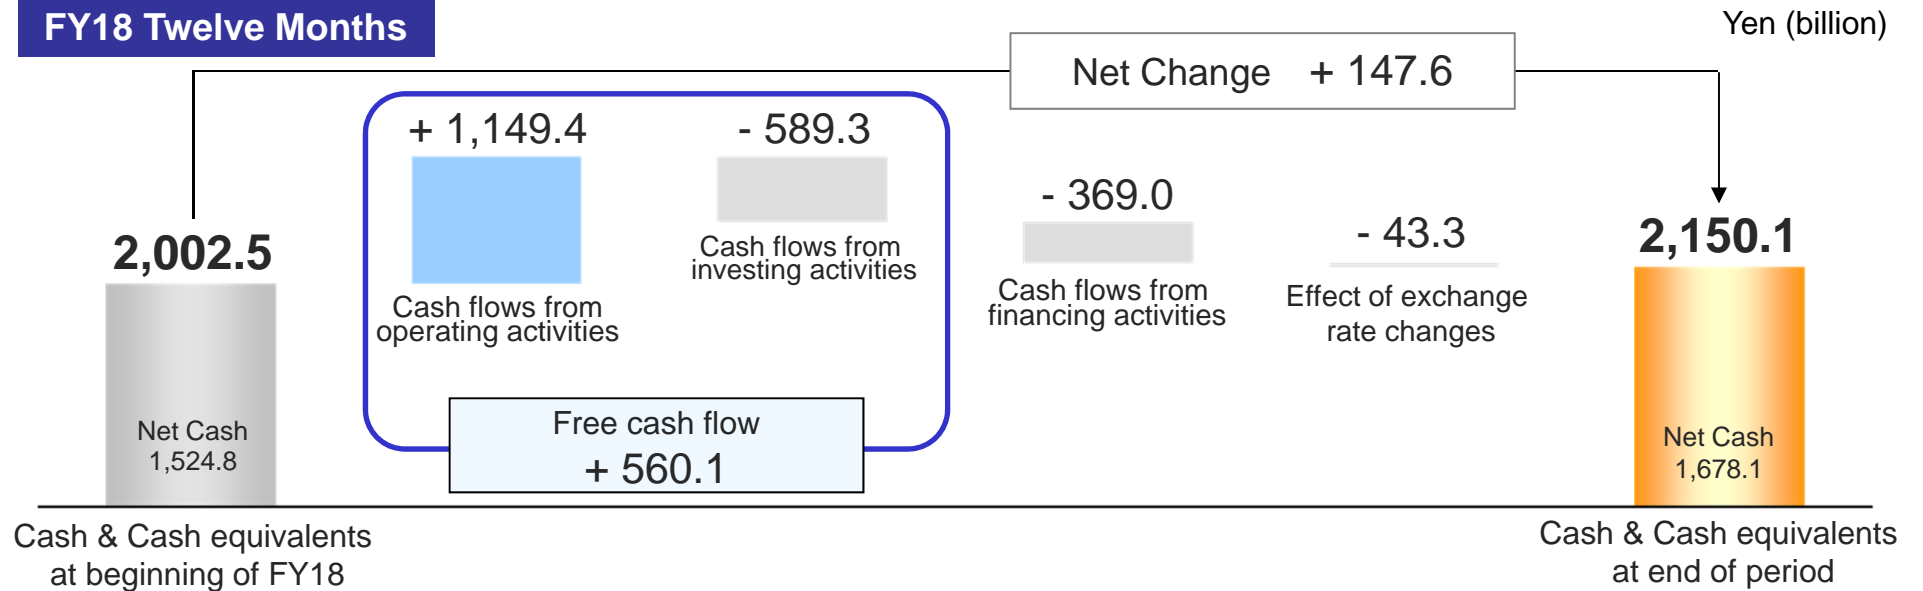 FY18 Twelve Months
Yen (billion)
Net Change + 147.6
+ 1,149.4
- 589.3
- 369.0
- 43.3
2,002.5
2,150.1
Cash flows from
operating activities
Cash flows from
investing activities
Cash flows from
financing activities
Effect of exchange
rate changes
Net Cash
1,524.8
Free cash flow
+ 560.1
Net Cash
1,678.1
Cash & Cash equivalents
at beginning of FY18
Cash & Cash equivalents
at end of period